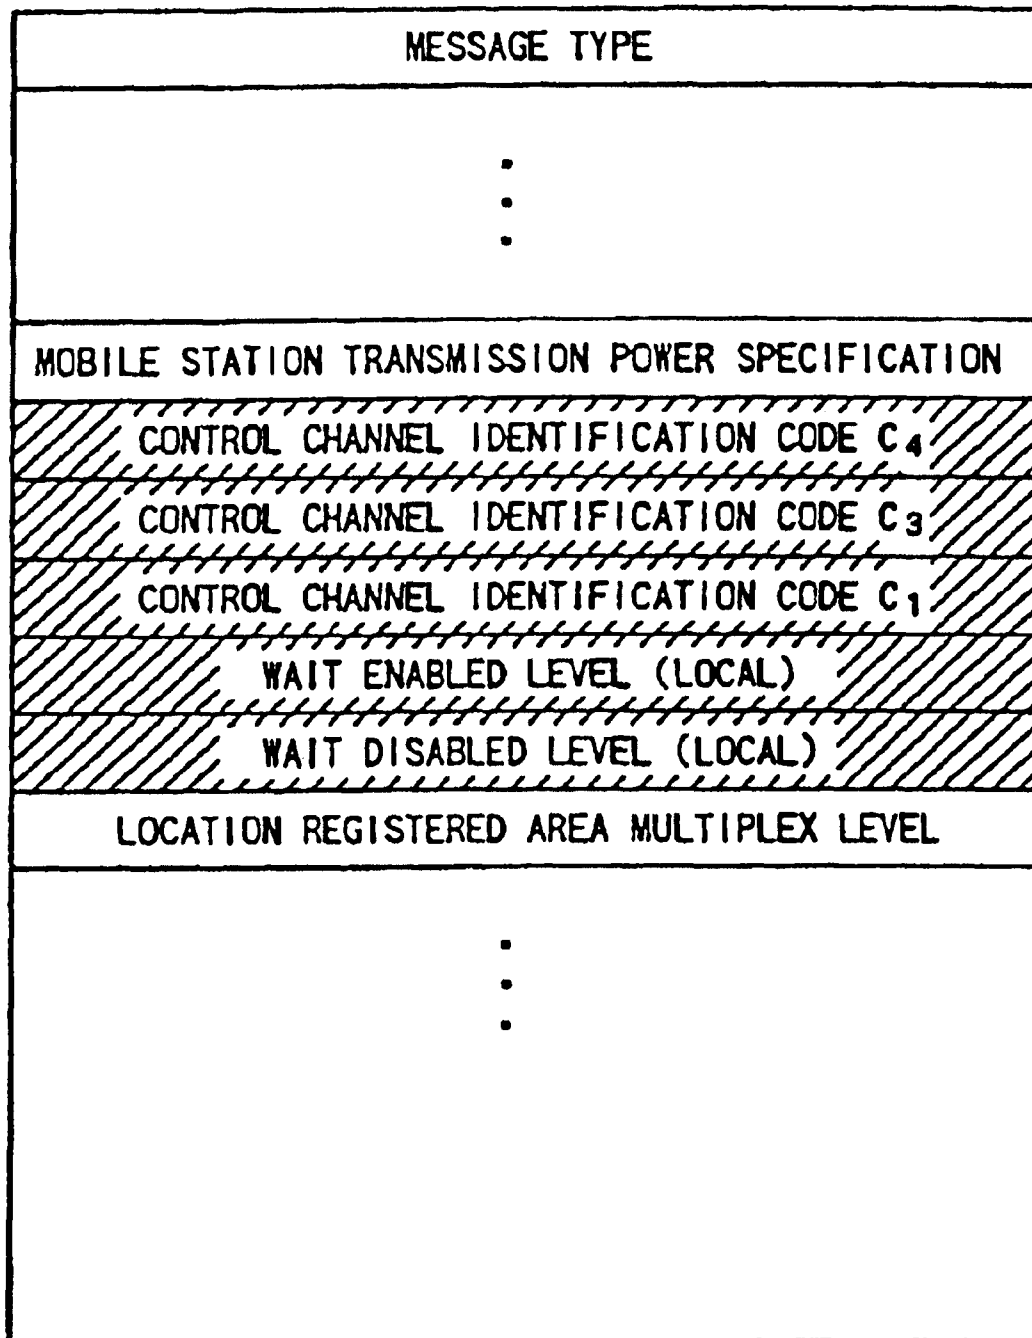 MESSAGE TYPE
MOBILE STATION TRANSMISSION POWER SPECIFICATION
CONTROL CHANNEL IDENTIFICATION CODE C4
CONTROL CHANNEL IDENTIFICATION CODE C3
CONTROL CHANNEL IDENTIFICATION CODE C1
WAIT ENABLED LEVEL (LOCAL)
WAIT DISABLED LEVEL (LOCAL)
LOCATION REGISTERED AREA MULTIPLEX LEVEL